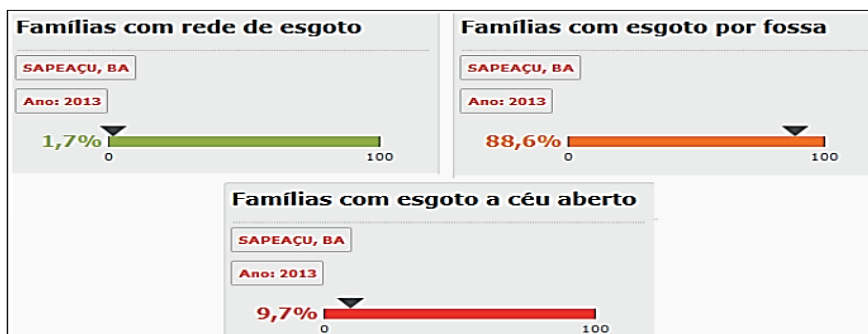 Famílias com rede de esgoto
SAPEAÇU, BA
Ano: 2013
1,7%
0
100
Famílias com esgoto por fossa
SAPEAÇU, BA
Ano: 2013
88,6%
0
100
Famílias com esgoto a céu aberto
SAPEAÇU, BA
Ano: 2013
9,7%
0
100